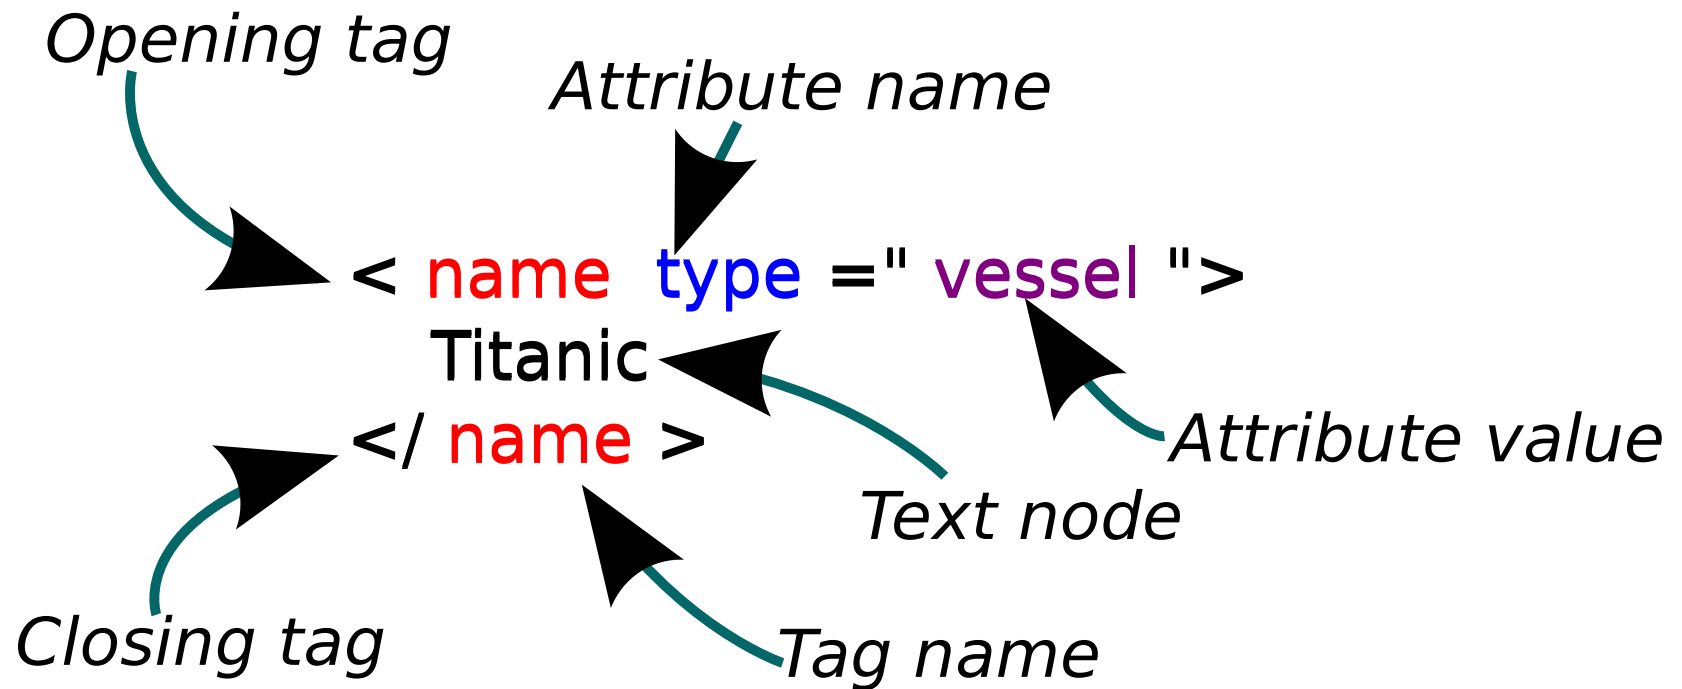 Opening tag
Attribute name
< name type =" vessel ">
Titanic
</ name >
Attribute value
Text node
Closing tag
Tag name